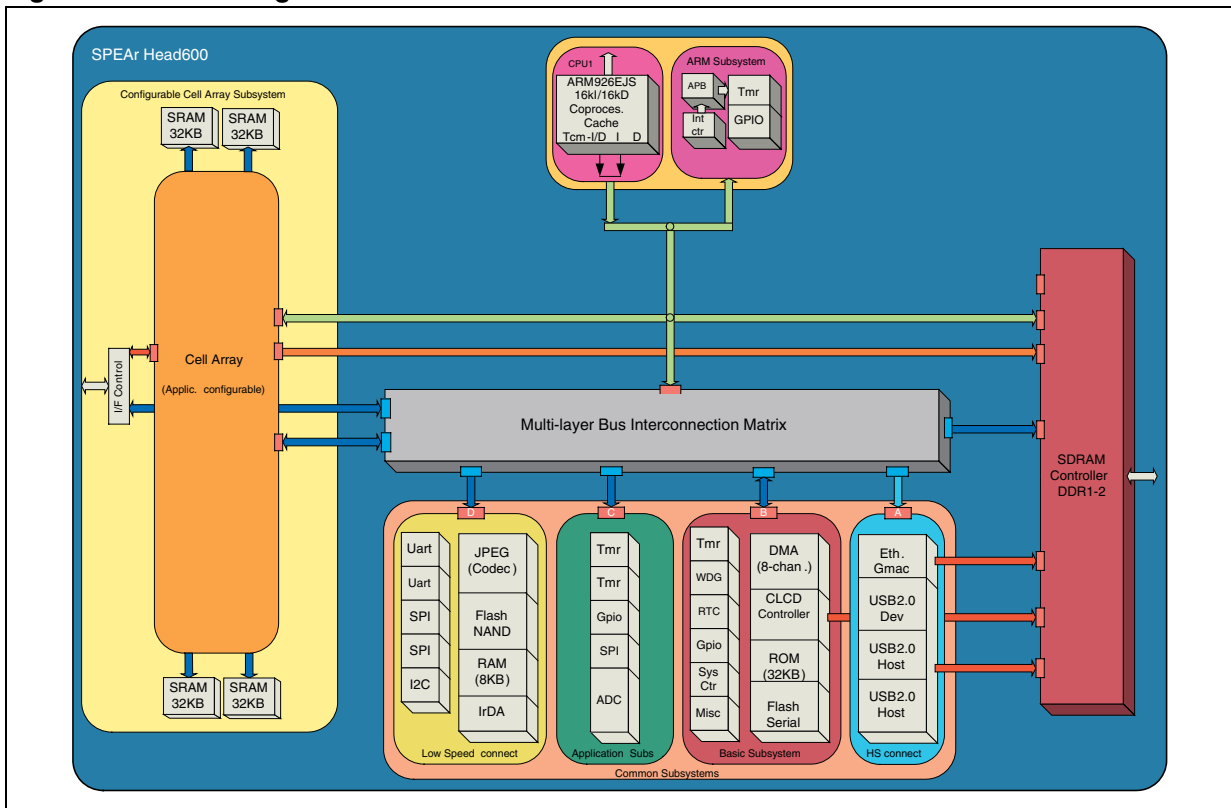 SPEAr Head600
Configurable Cell Array Subsystem
SRAM
32KB
SRAM
32KB
Cell Array
(Applic. configurable)
I/F Control
SRAM
32KB
SRAM
32KB
CPU1
ARM926EJS
16kI/16kD
Coproces.
Cache
Tcm-I/D I D
ARM Subsystem
APB
Int
ctr
Tmr
GPIO
Multi-layer Bus Interconnection Matrix
SDRAM
Controller
DDR1-2
D
Uart
Uart
SPI
SPI
I2C
JPEG
(Codec)
Flash
NAND
RAM
(8KB)
IrDA
Low Speed connect
C
Tmr
Tmr
Gpio
SPI
ADC
Application Subs
B
Tmr
WDG
RTC
Gpio
Sys
Ctr
Misc
DMA
(8-chan.)
CLCD
Controller
ROM
(32KB)
Flash
Serial
Basic Subsystem
A
Eth.
Gmac
USB2.0
Dev
USB2.0
Host
USB2.0
Host
HS connect
Common Subsystems